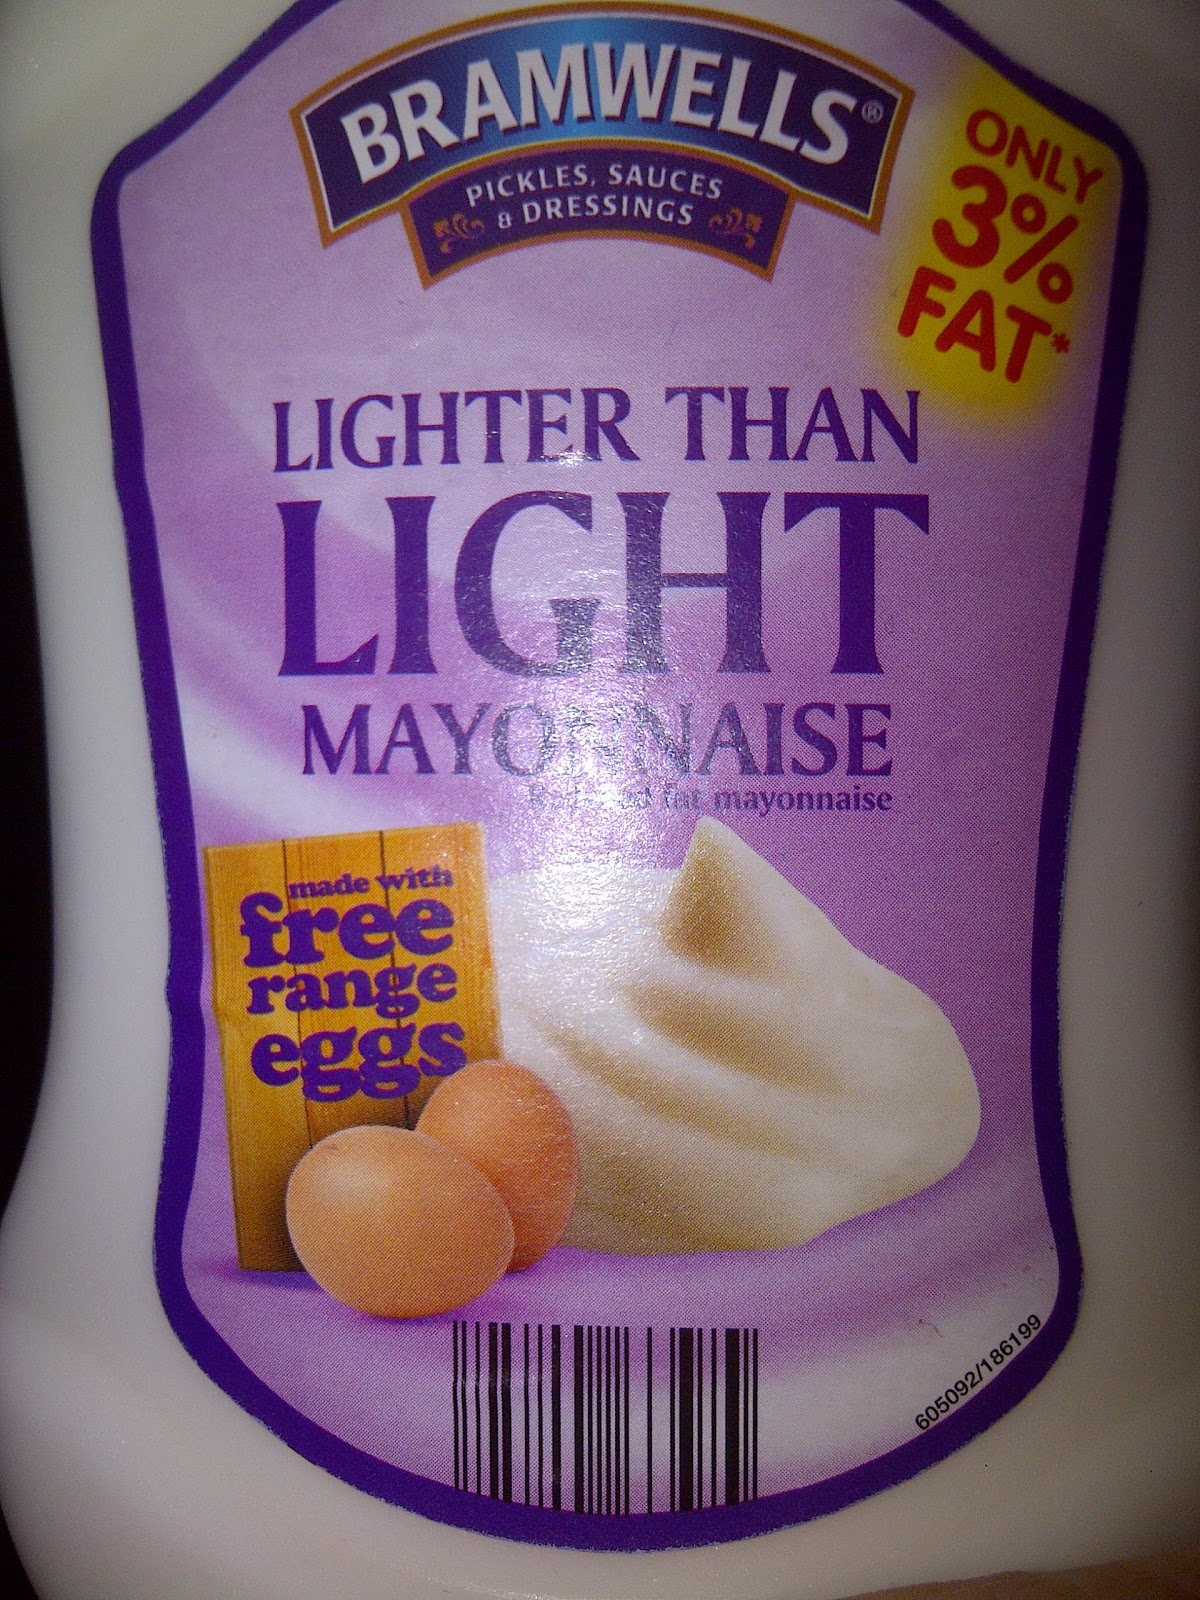 BRAMWELLS®
PICKLES, SAUCES
& DRESSINGS
ONLY
3%
FAT*
LIGHTER THAN
LIGHT
MAYONNAISE
fat mayonnaise
made with
free
range
eggs
605092/186199